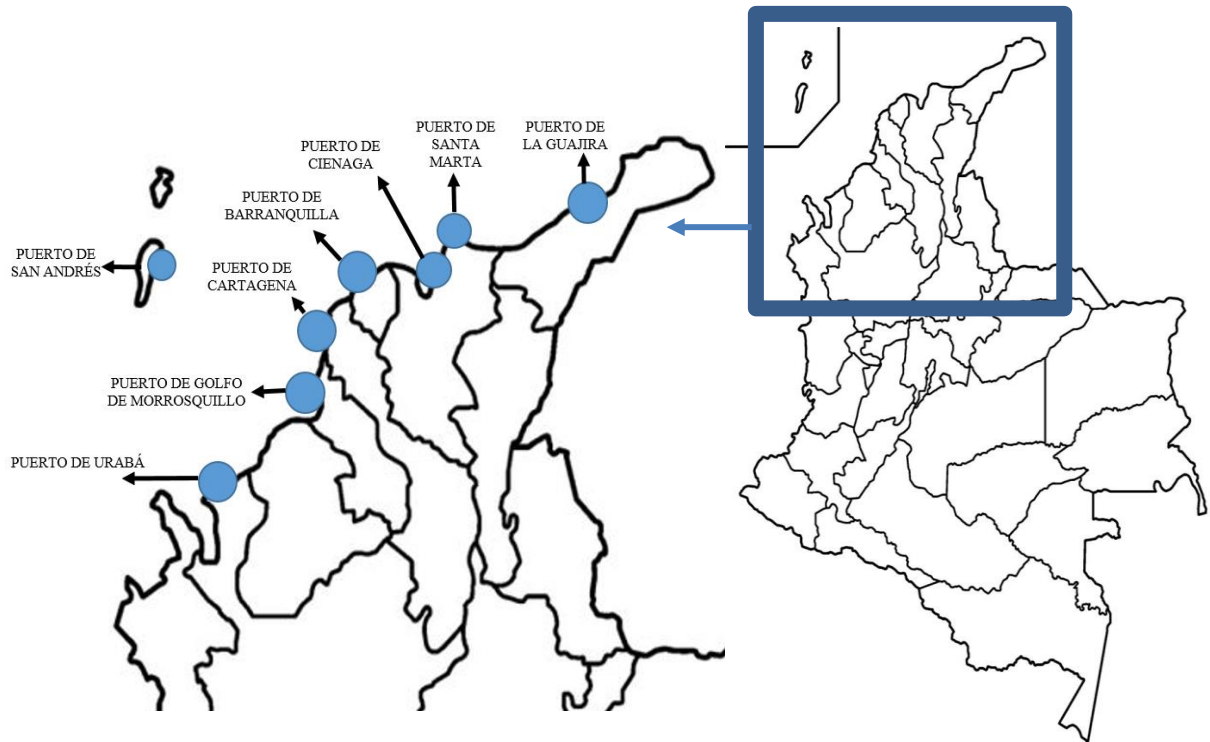 PUERTO DE
LA GUAJIRA
PUERTO DE
SANTA
MARTA
PUERTO DE
CIENAGA
PUERTO DE
BARRANQUILLA
PUERTO DE
SAN ANDRÉS
PUERTO DE
CARTAGENA
PUERTO DE GOLFO
DE MORROSQUILLO
PUERTO DE URABÁ